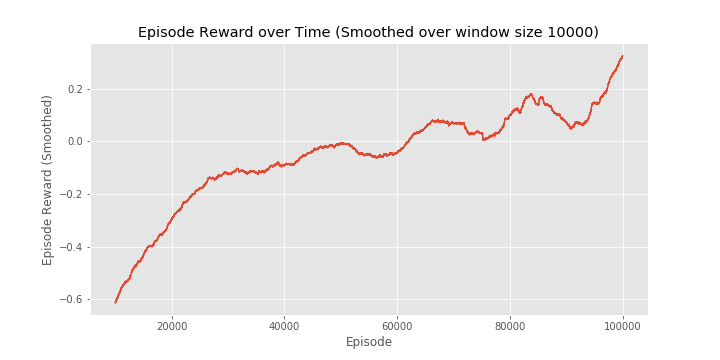 Episode Reward over Time (Smoothed over window size 10000)
Episode Reward (Smoothed)
0.2
0.0
−0.2
−0.4
−0.6
20000 40000 60000 80000 100000
Episode